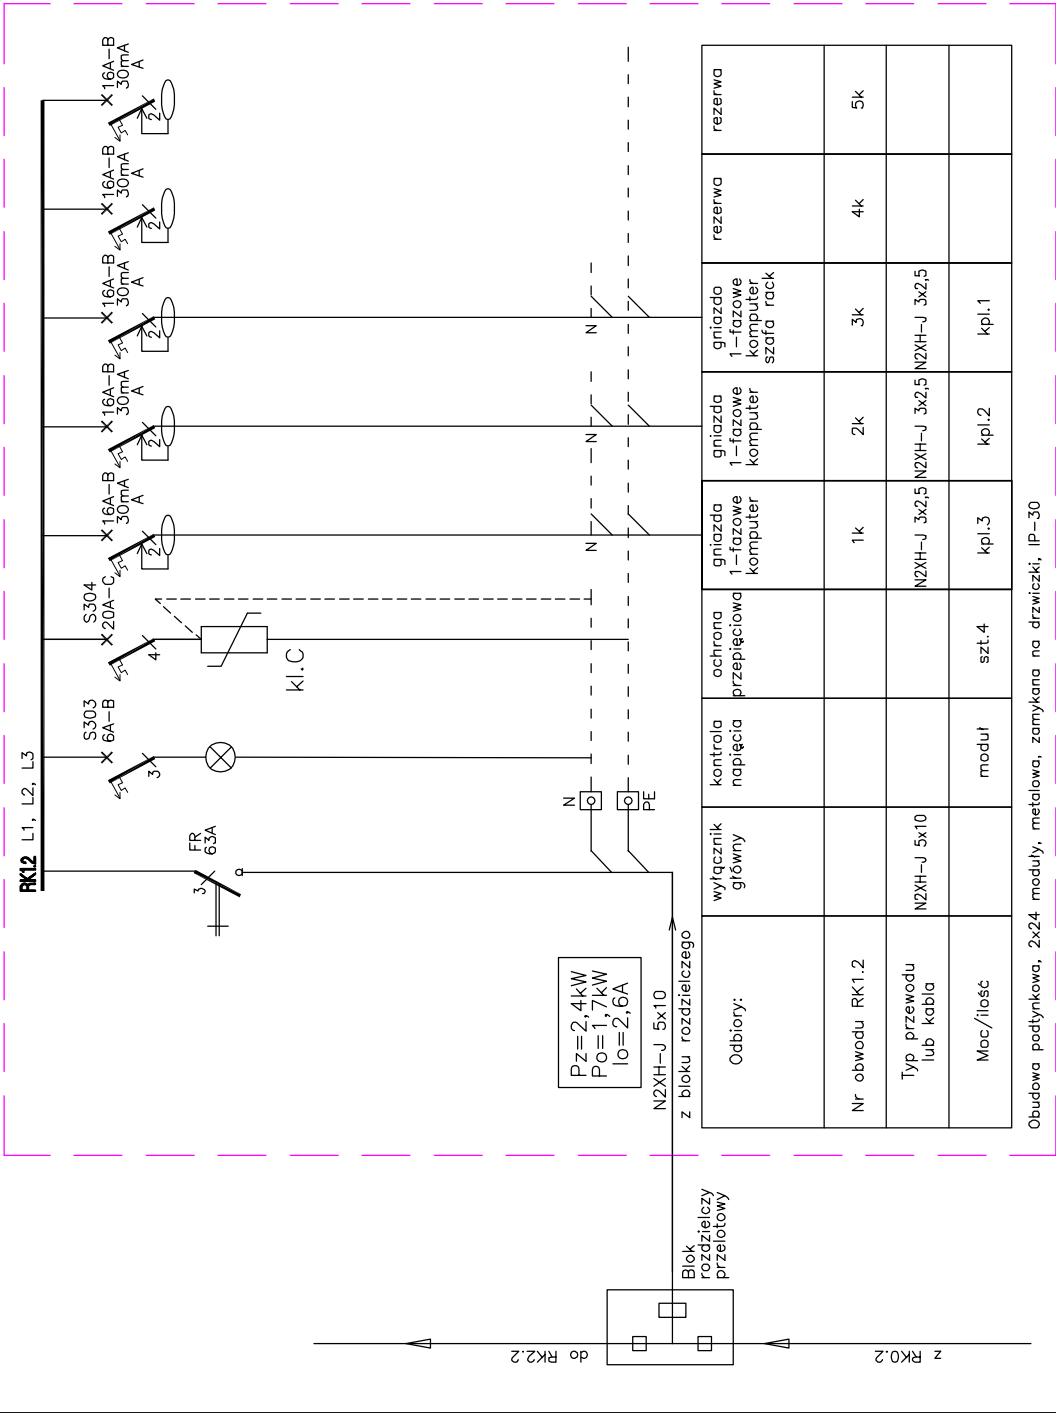 RK1.2 L1, L2, L3
FR
63A
3
S303
6A-B
3
S304
20A-C
4
kl.C
16A-B
30mA
A
2
16A-B
30mA
A
2
16A-B
30mA
A
2
16A-B
30mA
A
2
16A-B
30mA
A
2
N
PE
N
N
N
Pz=2,4kW
Po=1,7kW
Io=2,6A
N2XH-J 5x10
z bloku rozdzielczego
Blok
rozdzielczy
przelotowy
do RK2.2
z RK0.2
Odbiory:
wyłącznik
główny
kontrola
napięcia
ochrona
przepięciowa
gniazda
1-fazowe
komputer
gniazda
1-fazowe
komputer
gniazdo
1-fazowe
komputer
szafa rack
rezerwa
rezerwa
Nr obwodu RK1.2
1k
2k
3k
4k
5k
Typ przewodu
lub kabla
N2XH-J 5x10
N2XH-J 3x2,5
N2XH-J 3x2,5
N2XH-J 3x2,5
Moc/ilość
moduł
szt.4
kpl.3
kpl.2
kpl.1
Obudowa podtynkowa, 2x24 moduły, metalowa, zamykana na drzwiczki, IP-30